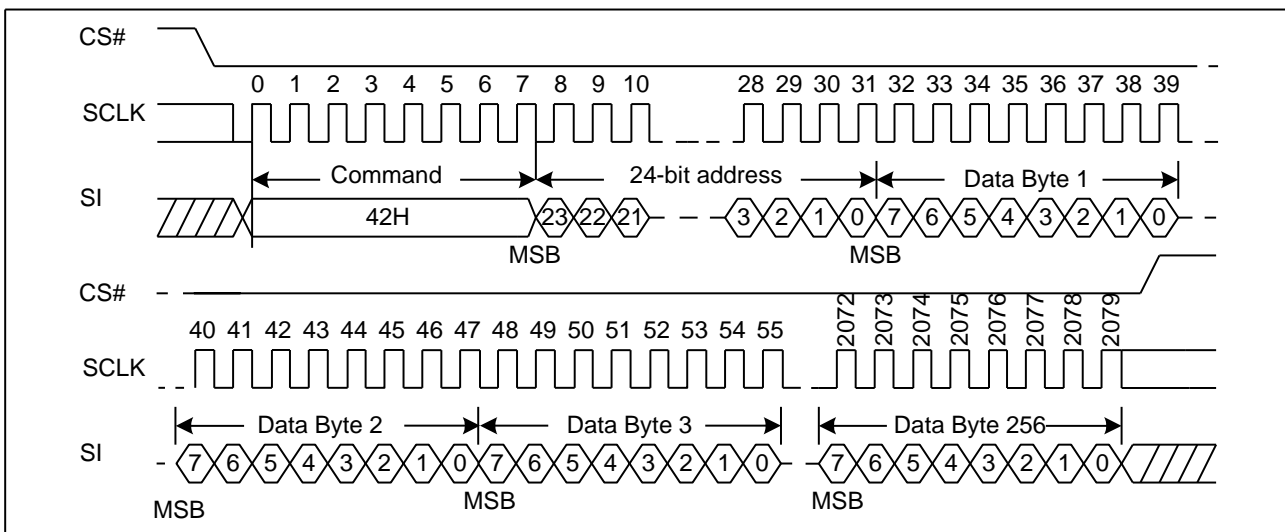 CS#
0 1 2 3 4 5 6 7 8 9 10 28 29 30 31 32 33 34 35 36 37 38 39
SCLK
Command 24-bit address Data Byte 1
SI
42H 23 22 21 3 2 1 0 7 6 5 4 3 2 1 0
MSB MSB
CS#
40 41 42 43 44 45 46 47 48 49 50 51 52 53 54 55 2072 2073 2074 2075 2076 2077 2078 2079
SCLK
Data Byte 2 Data Byte 3 Data Byte 256
SI
7 6 5 4 3 2 1 0 7 6 5 4 3 2 1 0 7 6 5 4 3 2 1 0
MSB MSB MSB